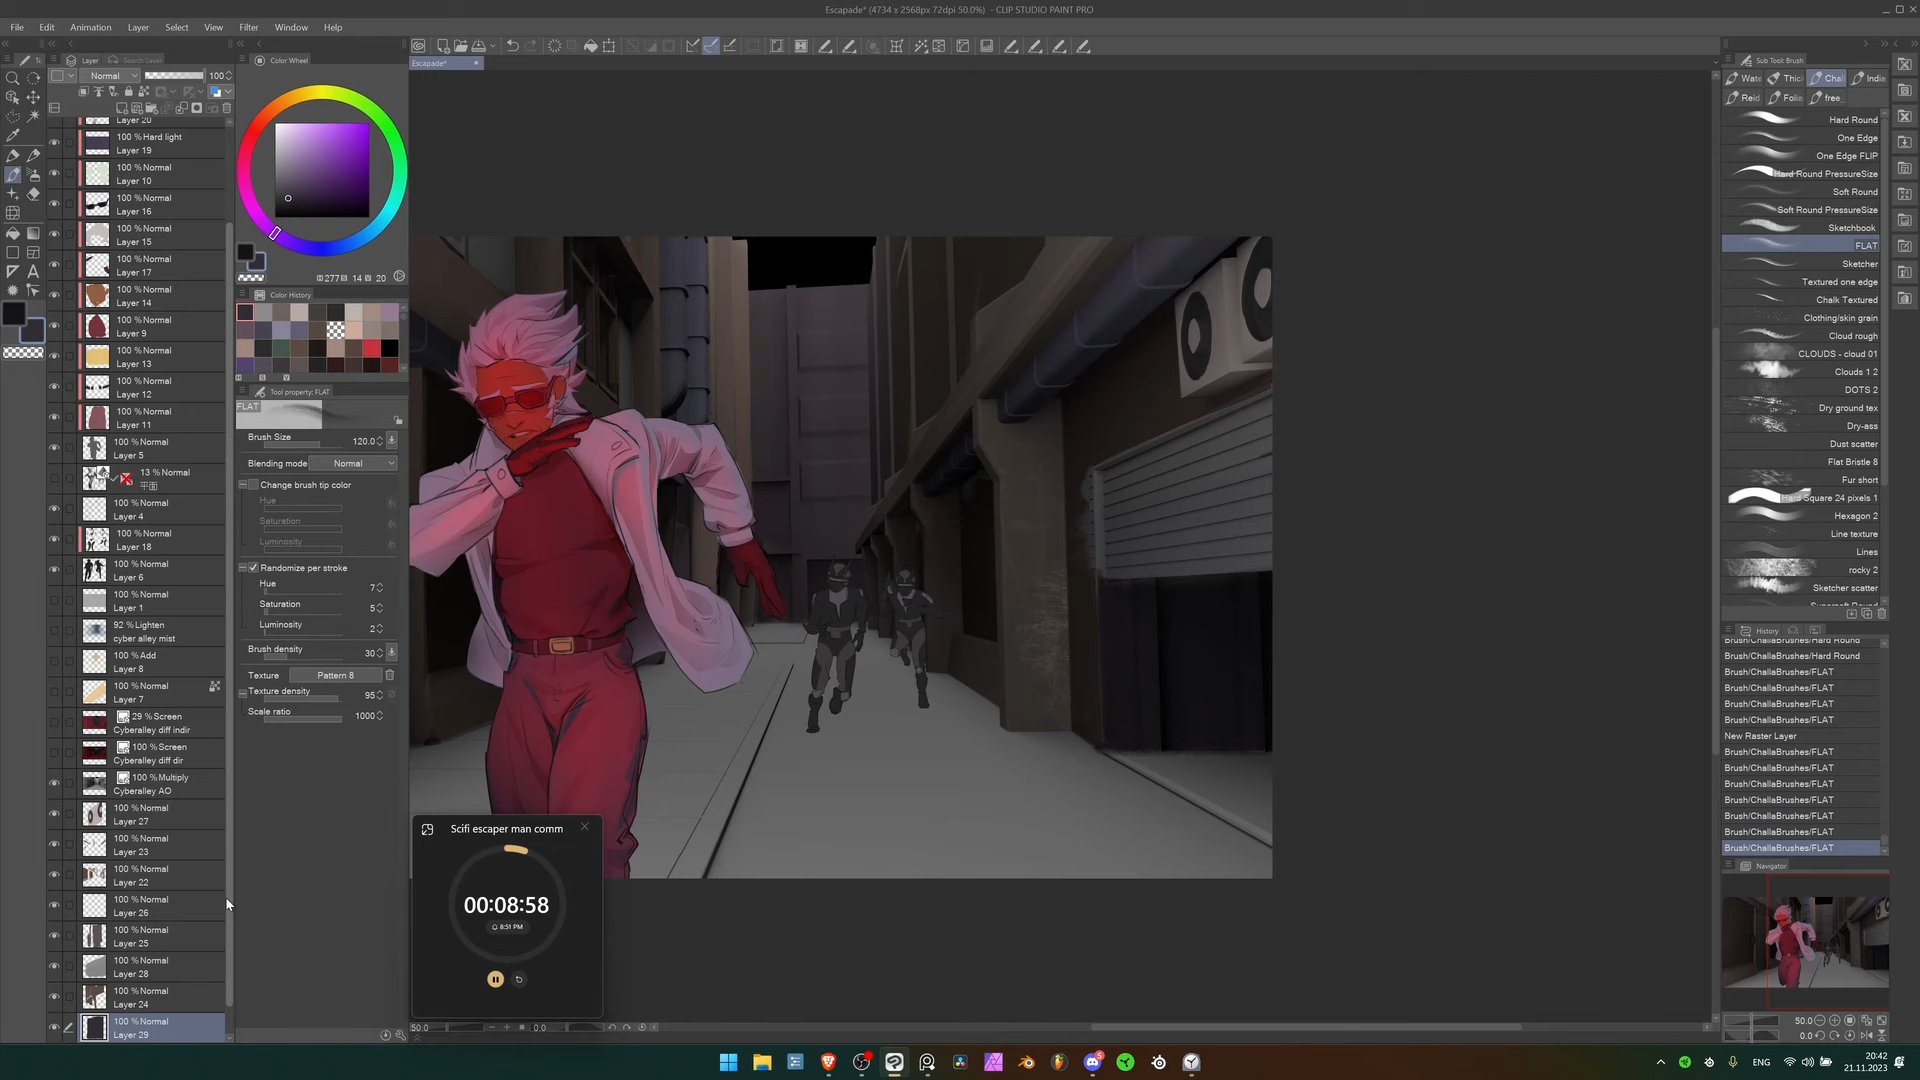 Escapade* (4734 x 2568px 72dpi 50.0%) - CLIP STUDIO PAINT PRO
File Edit Animation Layer Select View Filter Window Help
Layer
Search Layer
Normal 100
Layer 20
100 % Hard light
Layer 19
100 % Normal
Layer 10
100 % Normal
Layer 16
100 % Normal
Layer 15
100 % Normal
Layer 17
100 % Normal
Layer 14
100 % Normal
Layer 9
100 % Normal
Layer 13
100 % Normal
Layer 12
100 % Normal
Layer 11
100 % Normal
Layer 5
13 % Normal
平面
100 % Normal
Layer 4
100 % Normal
Layer 18
100 % Normal
Layer 6
100 % Normal
Layer 1
92 % Lighten
cyber alley mist
100 % Add
Layer 8
100 % Normal
Layer 7
29 % Screen
Cyberalley diff indir
100 % Screen
Cyberalley diff dir
100 % Multiply
Cyberalley AO
100 % Normal
Layer 27
100 % Normal
Layer 23
100 % Normal
Layer 22
100 % Normal
Layer 26
100 % Normal
Layer 25
100 % Normal
Layer 28
100 % Normal
Layer 24
100 % Normal
Layer 29
Color Wheel
277 14 V 20
Color History
H S V
Tool property: FLAT
FLAT
Brush Size 120.0
Blending mode Normal
Change brush tip color
Hue
Saturation
Luminosity
Randomize per stroke
Hue 7
Saturation 5
Luminosity 2
Brush density 30
Texture Pattern 8
Texture density 95
Scale ratio 1000
Escapade*
Scifi escaper man comm
00:08:58
8:51 PM
50.0 0.0
Sub Tool: Brush
Wate Thic Chal India
Reid Folia free_
Hard Round
One Edge
One Edge FLIP
Hard Round PressureSize
Soft Round
Soft Round PressureSize
Sketchbook
FLAT
Sketcher
Textured one edge
Chalk Textured
Clothing/skin grain
Cloud rough
CLOUDS - cloud 01
Clouds 1 2
DOTS 2
Dry ground tex
Dry-ass
Dust scatter
Flat Bristle 8
Fur short
Hard Square 24 pixels 1
Hexagon 2
Line texture
Lines
rocky 2
Sketcher scatter
History
Brush/ChallaBrushes/Hard Round
Brush/ChallaBrushes/Hard Round
Brush/ChallaBrushes/FLAT
Brush/ChallaBrushes/FLAT
Brush/ChallaBrushes/FLAT
Brush/ChallaBrushes/FLAT
New Raster Layer
Brush/ChallaBrushes/FLAT
Brush/ChallaBrushes/FLAT
Brush/ChallaBrushes/FLAT
Brush/ChallaBrushes/FLAT
Brush/ChallaBrushes/FLAT
Brush/ChallaBrushes/FLAT
Brush/ChallaBrushes/FLAT
Navigator
50.0
0.0
ENG
20:42
21.11.2023